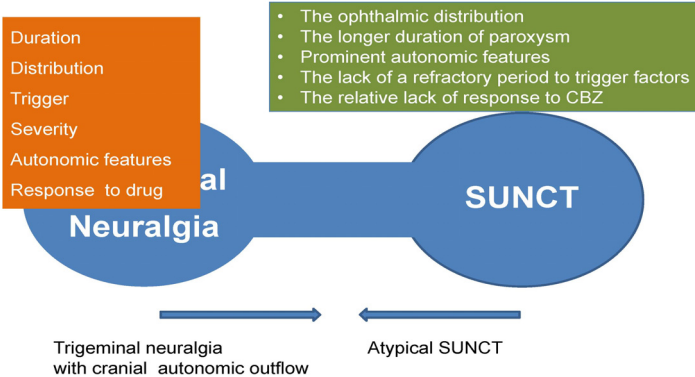 Duration
Distribution
Trigger
Severity
Autonomic features
Response to drug
• The ophthalmic distribution
• The longer duration of paroxysm
• Prominent autonomic features
• The lack of a refractory period to trigger factors
• The relative lack of response to CBZ
al
Neuralgia
SUNCT
Trigeminal neuralgia
with cranial autonomic outflow
Atypical SUNCT